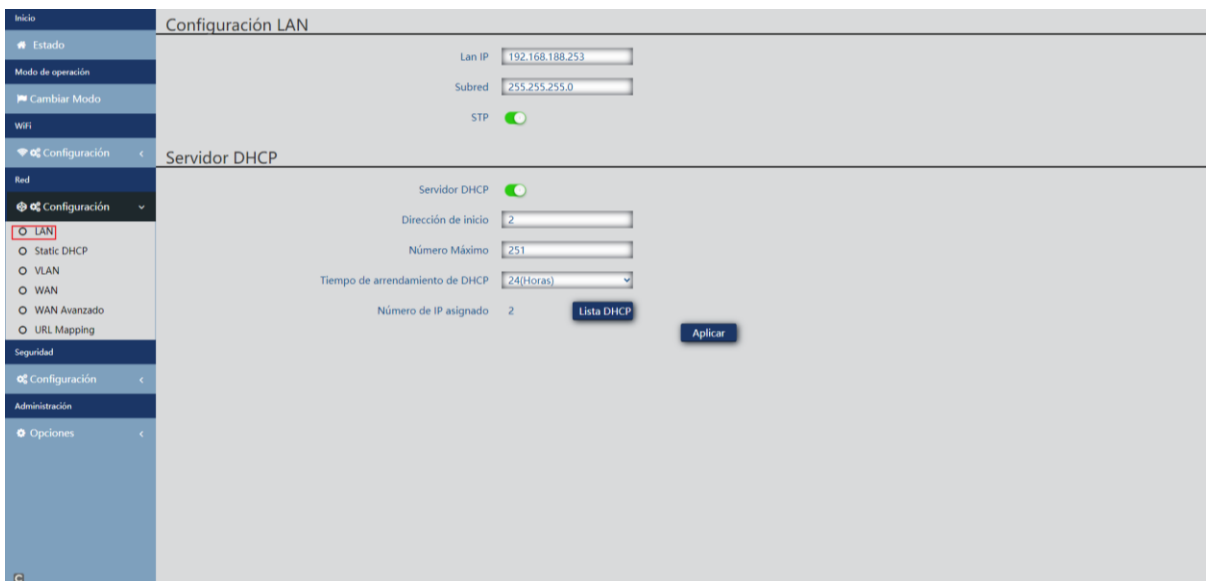 Inicio
Estado
Modo de operación
Cambiar Modo
WiFi
Configuración
Red
Configuración
LAN
Static DHCP
VLAN
WAN
WAN Avanzado
URL Mapping
Seguridad
Configuración
Administración
Opciones
Configuración LAN
Lan IP 192.168.188.253
Subred 255.255.255.0
STP
Servidor DHCP
Servidor DHCP
Dirección de inicio 2
Número Máximo 251
Tiempo de arrendamiento de DHCP 24(Horas)
Número de IP asignado 2 Lista DHCP
Aplicar